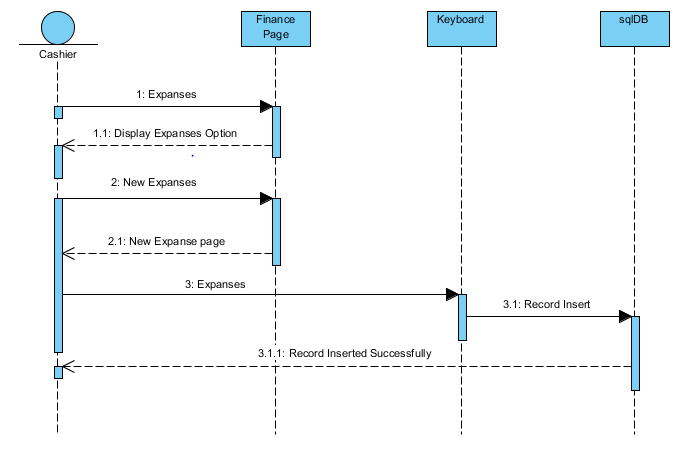 Finance
Page
Keyboard
sqlDB
Cashier
1: Expanses
1.1: Display Expanses Option
2: New Expanses
2.1: New Expanse page
3: Expanses
3.1: Record Insert
3.1.1: Record Inserted Successfully